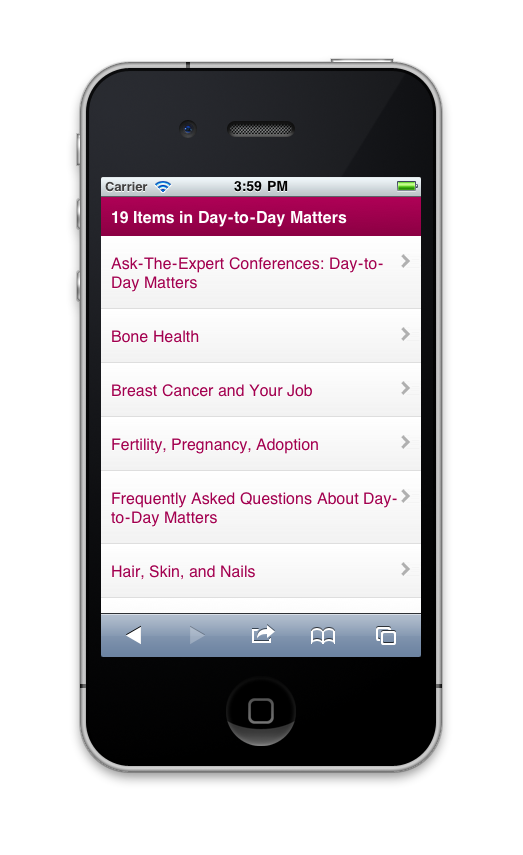 Carrier 3:59 PM
19 Items in Day-to-Day Matters
Ask-The-Expert Conferences: Day-to-
Day Matters
Bone Health
Breast Cancer and Your Job
Fertility, Pregnancy, Adoption
Frequently Asked Questions About Day-
to-Day Matters
Hair, Skin, and Nails